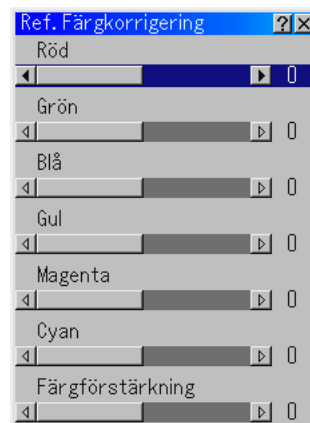 Ref. Färgkorrigering ? ×
Röd
0
Grön
0
Blå
0
Gul
0
Magenta
0
Cyan
0
Färgförstärkning
0